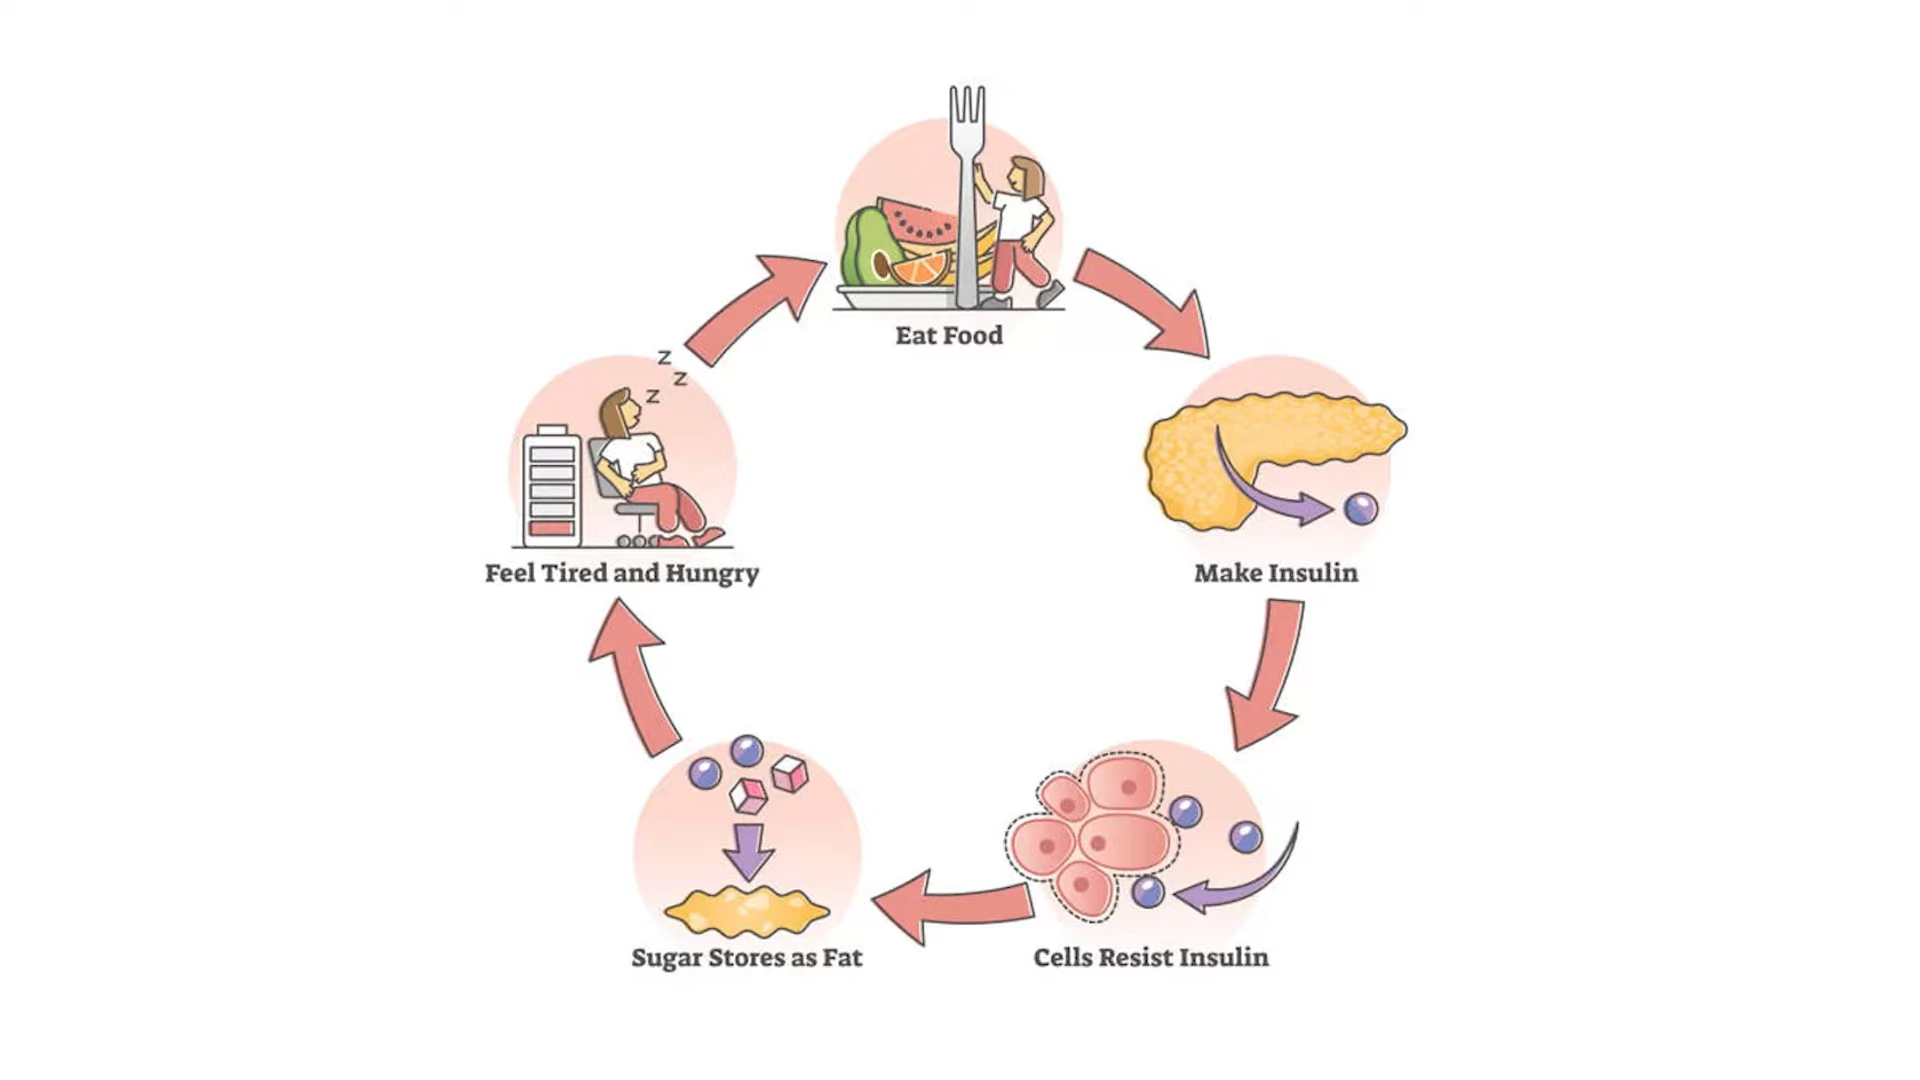 Eat Food
Make Insulin
Cells Resist Insulin
Sugar Stores as Fat
Feel Tired and Hungry
z
z
z